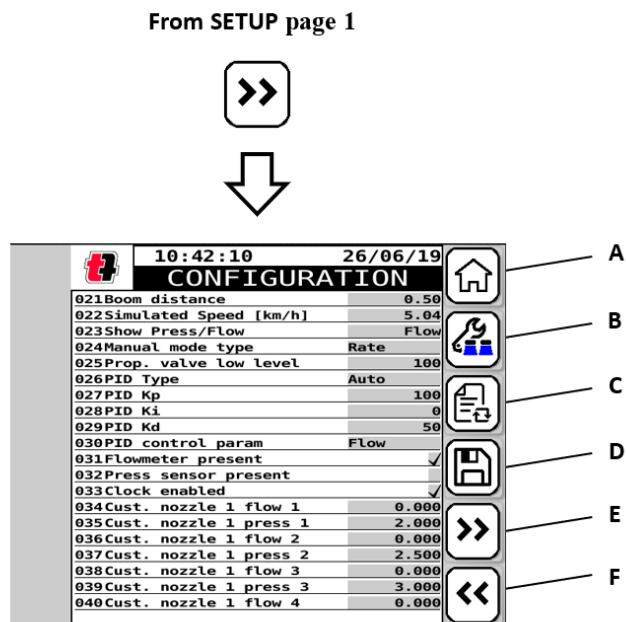 From SETUP page 1
>>
10:42:10 26/06/19
CONFIGURATION
021Boom distance 0.50
022Simulated Speed [km/h] 5.04
023Show Press/Flow Flow
024Manual mode type Rate
025Prop. valve low level 100
026PID Type Auto
027PID Kp 100
028PID Ki 0
029PID Kd 50
030PID control param Flow
031Flowmeter present ✓
032Press sensor present
033Clock enabled ✓
034Cust. nozzle 1 flow 1 0.000
035Cust. nozzle 1 press 1 2.000
036Cust. nozzle 1 flow 2 0.000
037Cust. nozzle 1 press 2 2.500
038Cust. nozzle 1 flow 3 0.000
039Cust. nozzle 1 press 3 3.000
040Cust. nozzle 1 flow 4 0.000
A
B
C
D
>> E
<< F